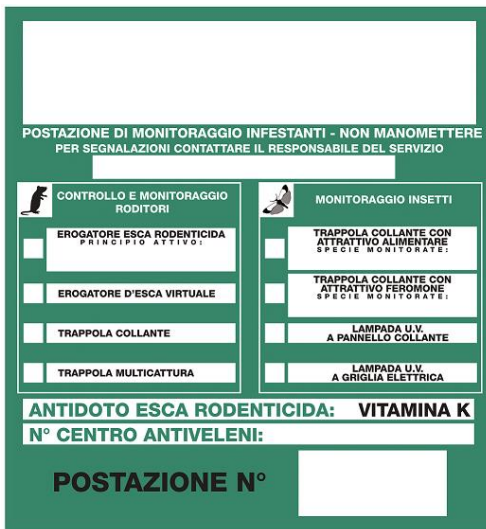 POSTAZIONE DI MONITORAGGIO INFESTANTI - NON MANOMETTERE
PER SEGNALAZIONI CONTATTARE IL RESPONSABILE DEL SERVIZIO
CONTROLLO E MONITORAGGIO
RODITORI
EROGATORE ESCA RODENTICIDA
PRINCIPIO ATTIVO:
EROGATORE D'ESCA VIRTUALE
TRAPPOLA COLLANTE
TRAPPOLA MULTICATTURA
MONITORAGGIO INSETTI
TRAPPOLA COLLANTE CON
ATTRATTIVO ALIMENTARE
SPECIE MONITORATE:
TRAPPOLA COLLANTE CON
ATTRATTIVO FEROMONE
SPECIE MONITORATE:
LAMPADA U.V.
A PANNELLO COLLANTE
LAMPADA U.V.
A GRIGLIA ELETTRICA
ANTIDOTO ESCA RODENTICIDA: VITAMINA K
N° CENTRO ANTIVELENI:
POSTAZIONE N°